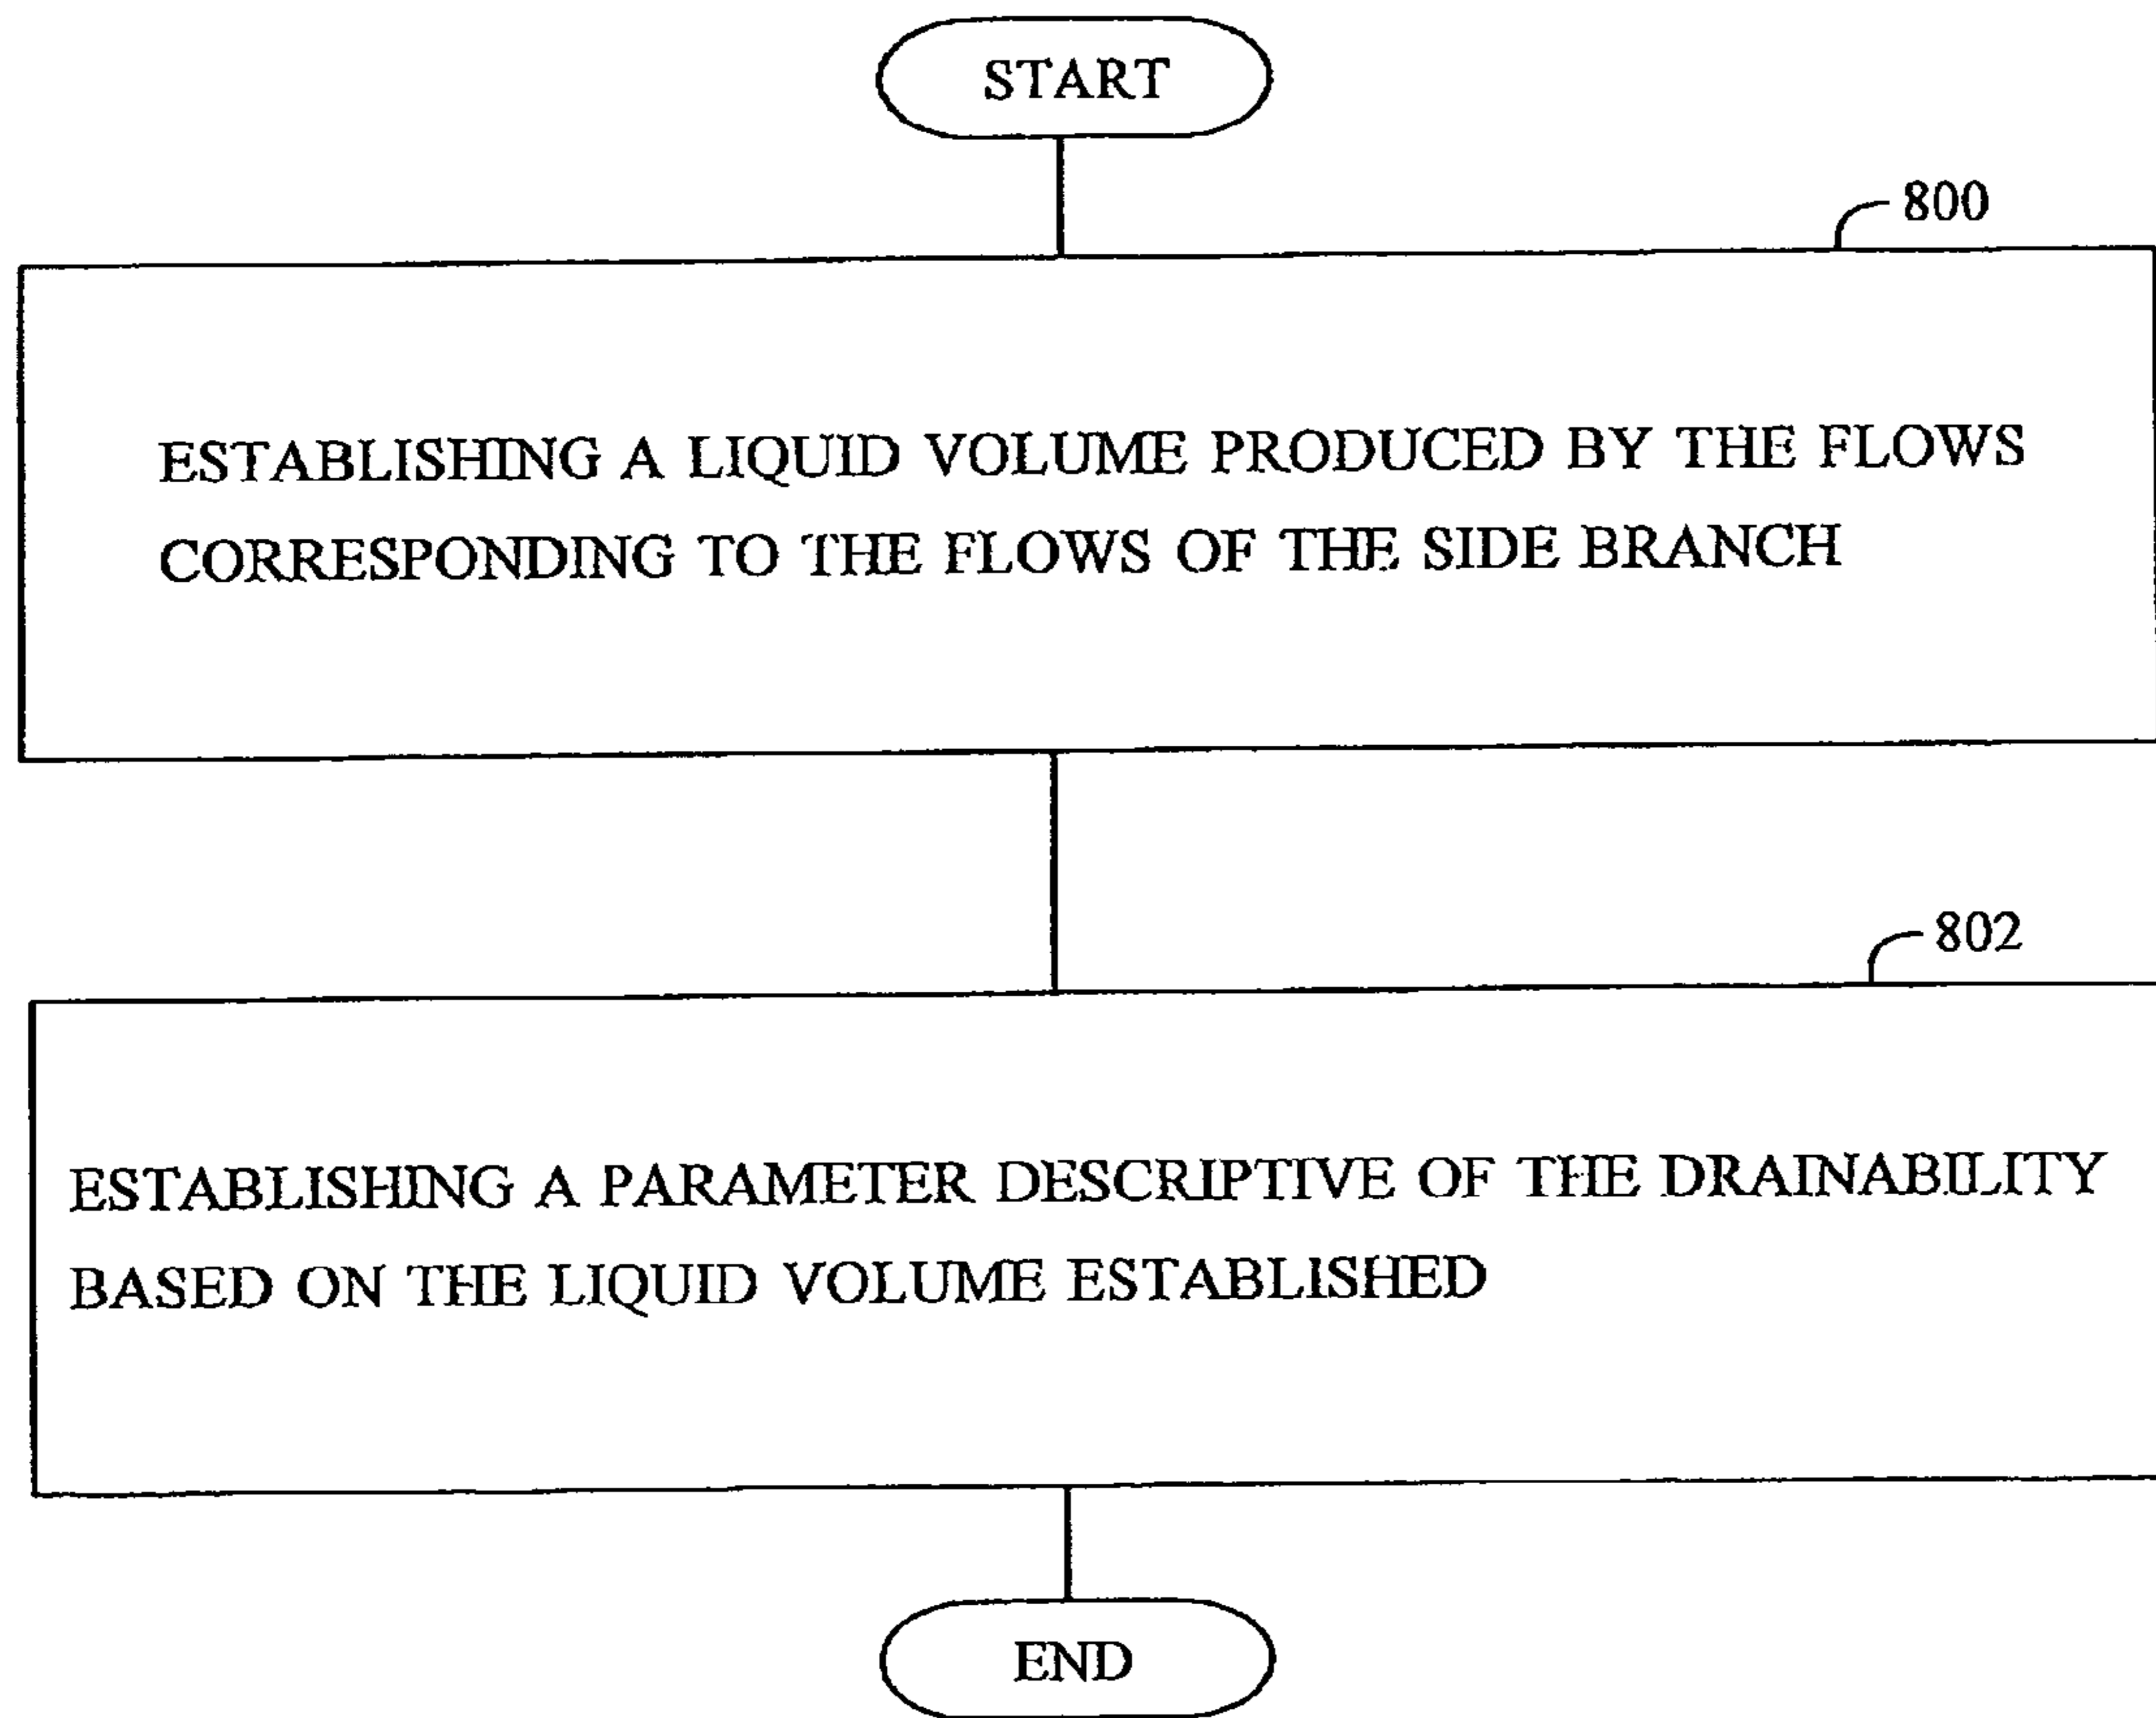 START
800
ESTABLISHING A LIQUID VOLUME PRODUCED BY THE FLOWS
CORRESPONDING TO THE FLOWS OF THE SIDE BRANCH
802
ESTABLISHING A PARAMETER DESCRIPTIVE OF THE DRAINABILITY
BASED ON THE LIQUID VOLUME ESTABLISHED
END